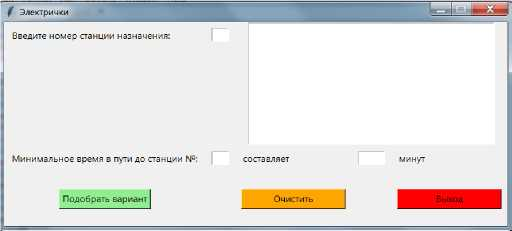 Электрички
Введите номер станции назначения:
Минимальное время в пути до станции №: составляет минут
Подобрать вариант Очистить Выход